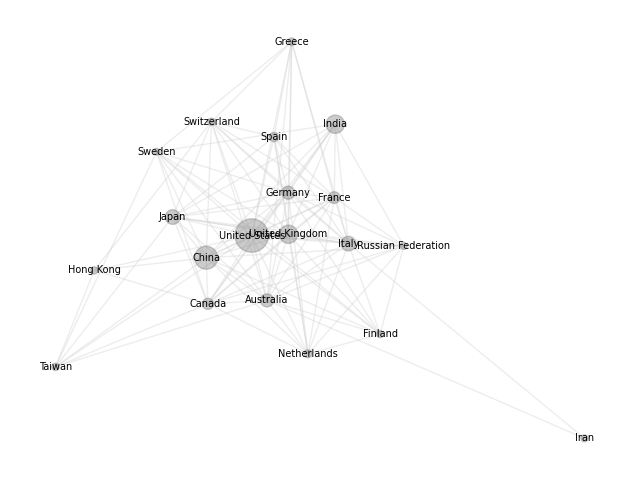 Greece
Switzerland
India
Spain
Sweden
Germany
France
Japan
United States
United Kingdom
Italy
Russian Federation
China
Hong Kong
Canada
Australia
Finland
Netherlands
Taiwan
Iran